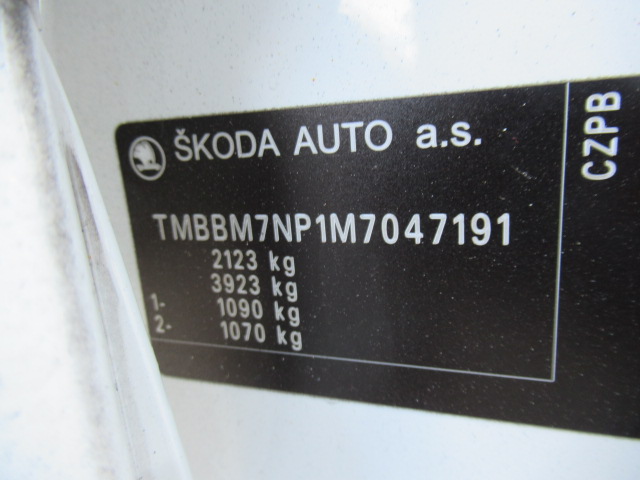 ŠKODA AUTO a.s.
TMBBM7NP1M7047191
2123 kg
3923 kg
1- 1090 kg
2- 1070 kg
CZPB